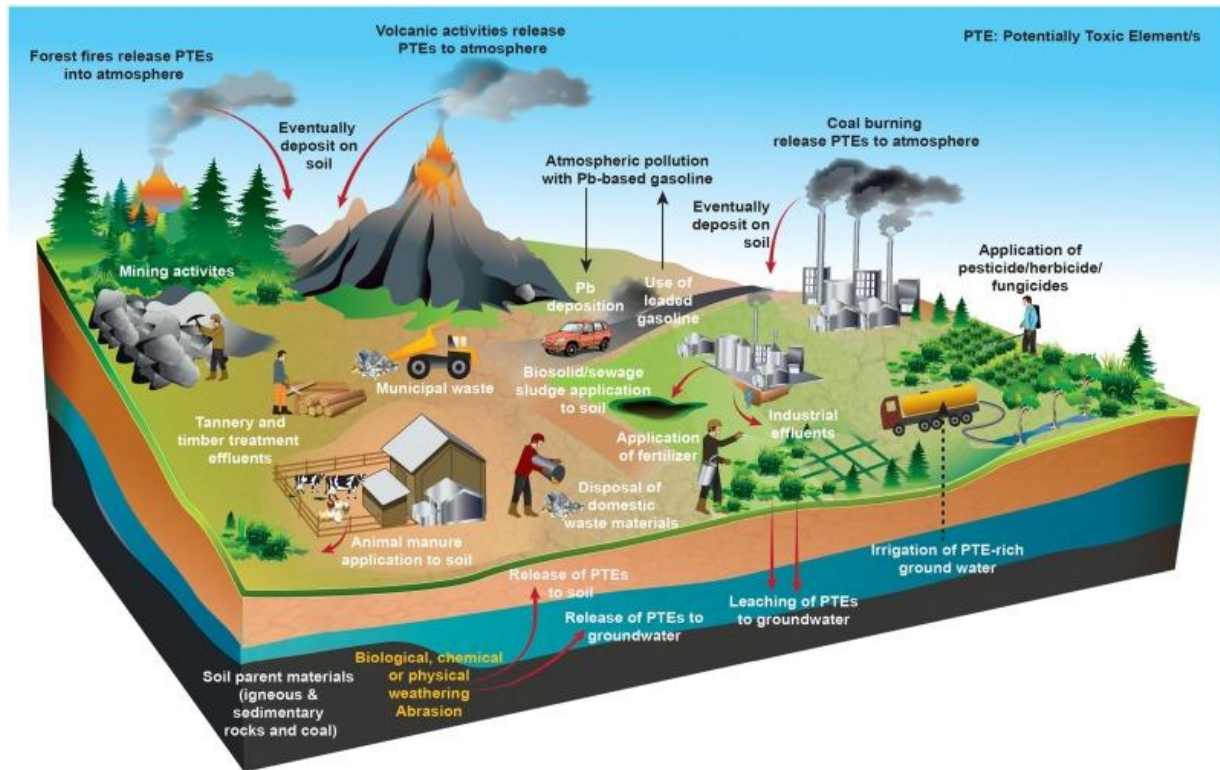 Volcanic activities release
PTEs to atmosphere
PTE: Potentially Toxic Element/s
Forest fires release PTEs
into atmosphere
Eventually
deposit on
soil
Coal burning
release PTEs to atmosphere
Atmospheric pollution
with Pb-based gasoline
Eventually
deposit on
soil
Application of
pesticide/herbicide/
fungicides
Mining activites
Pb
deposition
Use of
leaded
gasoline
Municipal waste
Biosolid/sewage
sludge application
to soil
Tannery and
timber treatment
effluents
Application
of fertilizer
Industrial
effluents
Disposal of
domestic
waste materials
Animal manure
application to soil
Irrigation of PTE-rich
ground water
Release of PTEs
to soil
Release of PTEs to
groundwater
Leaching of PTEs
to groundwater
Soil parent materials
(igneous &
sedimentary
rocks and coal)
Biological, chemical
or physical
weathering
Abrasion